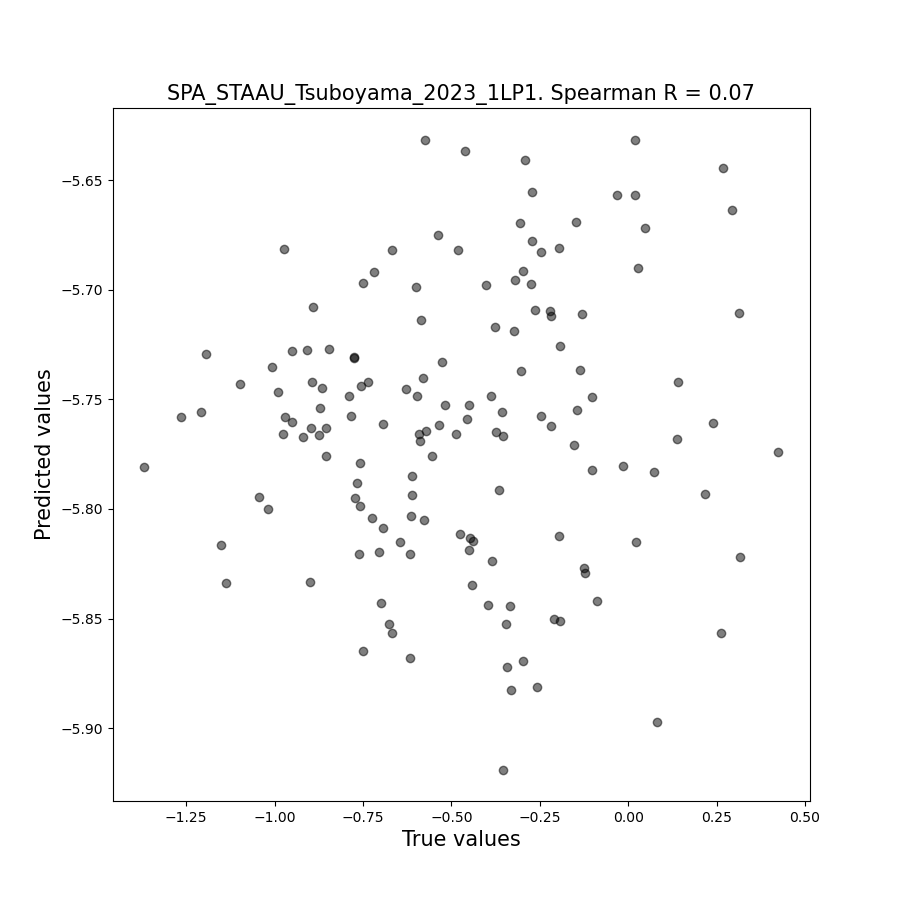 SPA_STAAU_Tsuboyama_2023_1LP1. Spearman R = 0.07
Predicted values
−5.65
−5.70
−5.75
−5.80
−5.85
−5.90
−1.25 −1.00 −0.75 −0.50 −0.25 0.00 0.25 0.50
True values